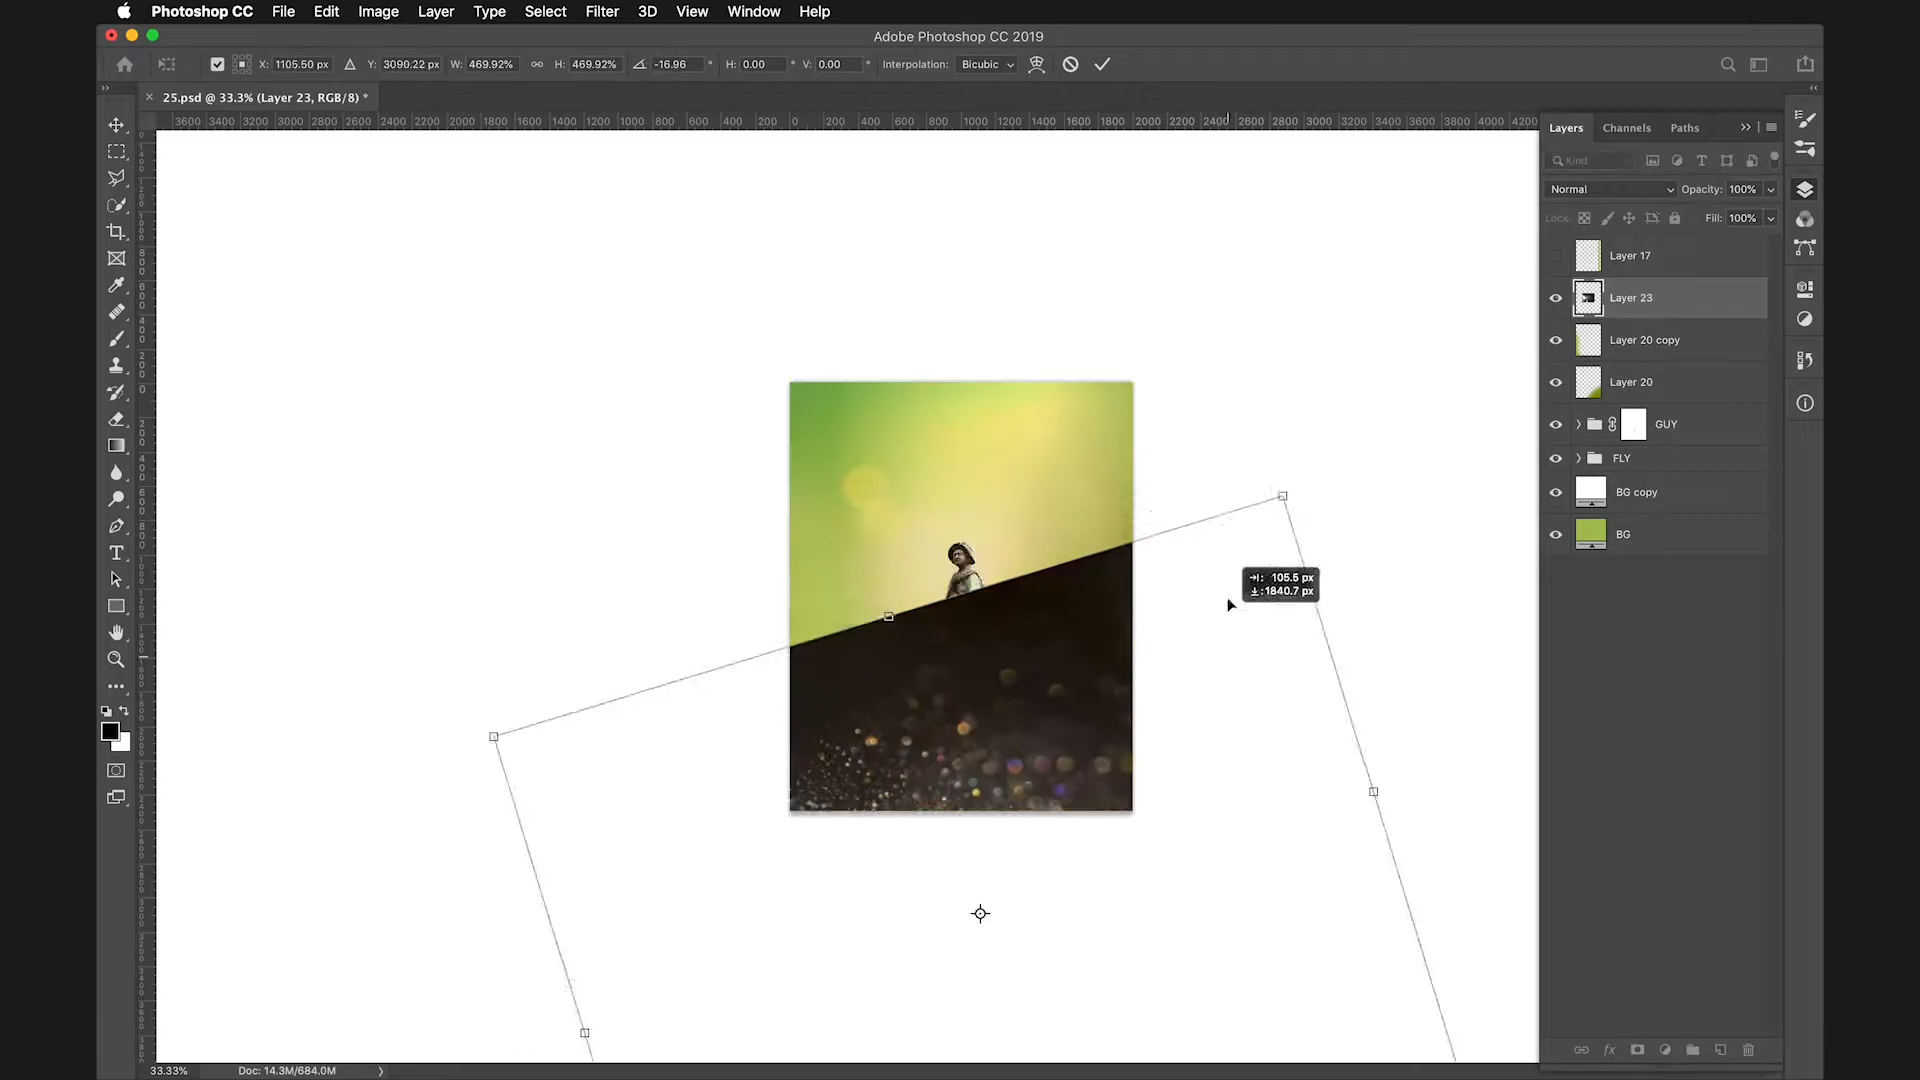 Photoshop CC File Edit Image Layer Type Select Filter 3D View Window Help
Adobe Photoshop CC 2019
X: 1105.50 px Y: 3090.22 px W: 469.92% H: 469.92% -16.96 ° H: 0.00 ° V: 0.00 ° Interpolation: Bicubic
25.psd @ 33.3% (Layer 23, RGB/8) *
3600 3400 3200 3000 2800 2600 2400 2200 2000 1800 1600 1400 1200 1000 800 600 400 200 0 200 400 600 800 1000 1200 1400 1600 1800 2000 2200 2400 2600 2800 3000 3200 3400 3600 3800 4000 4200
Layers Channels Paths
Kind
Normal Opacity: 100%
Lock: Fill: 100%
Layer 17
Layer 23
Layer 20 copy
Layer 20
GUY
FLY
BG copy
BG
105.5 px
1840.7 px
33.33% Doc: 14.3M/684.0M